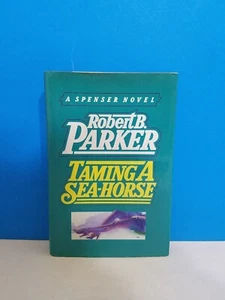 A SPENSER NOVEL
Robert B.
PARKER
TAMING A
SEA-HORSE